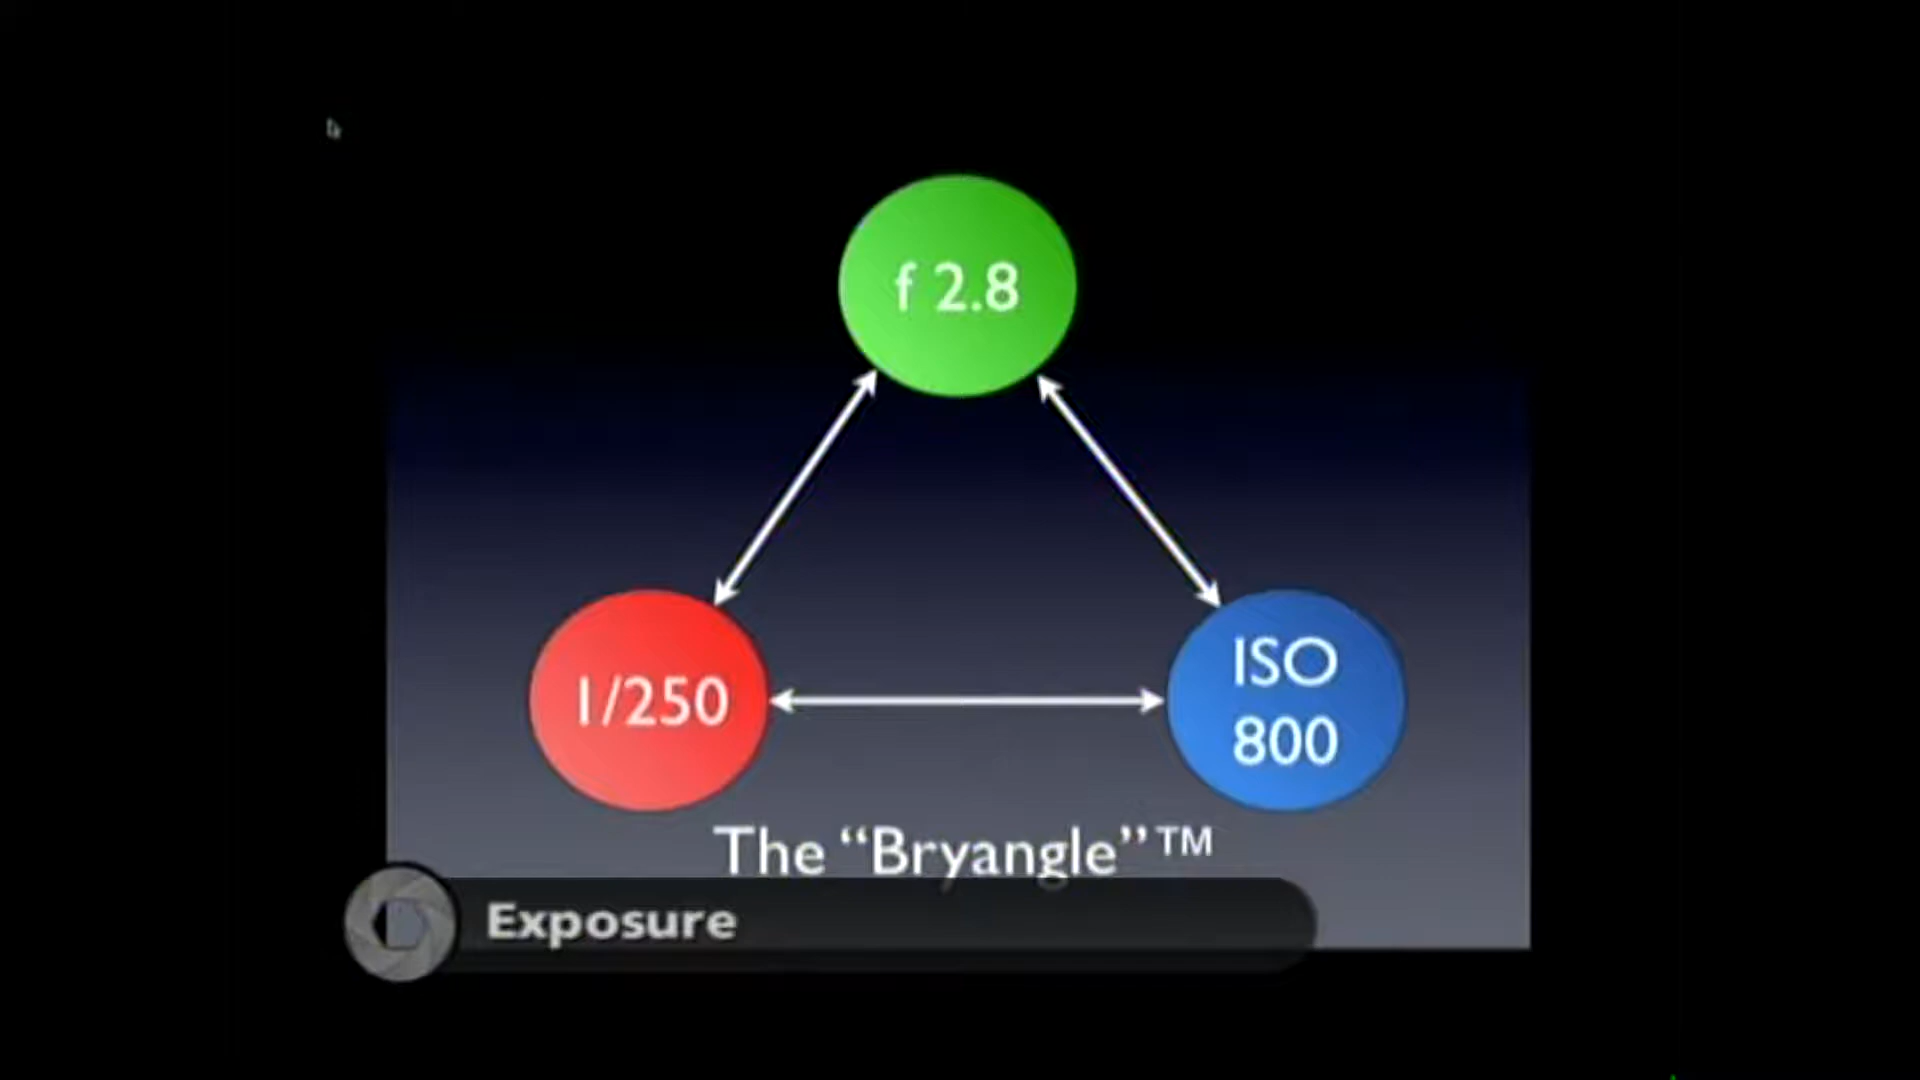 f 2.8
1/250
ISO
800
The “Bryangle”™
Exposure